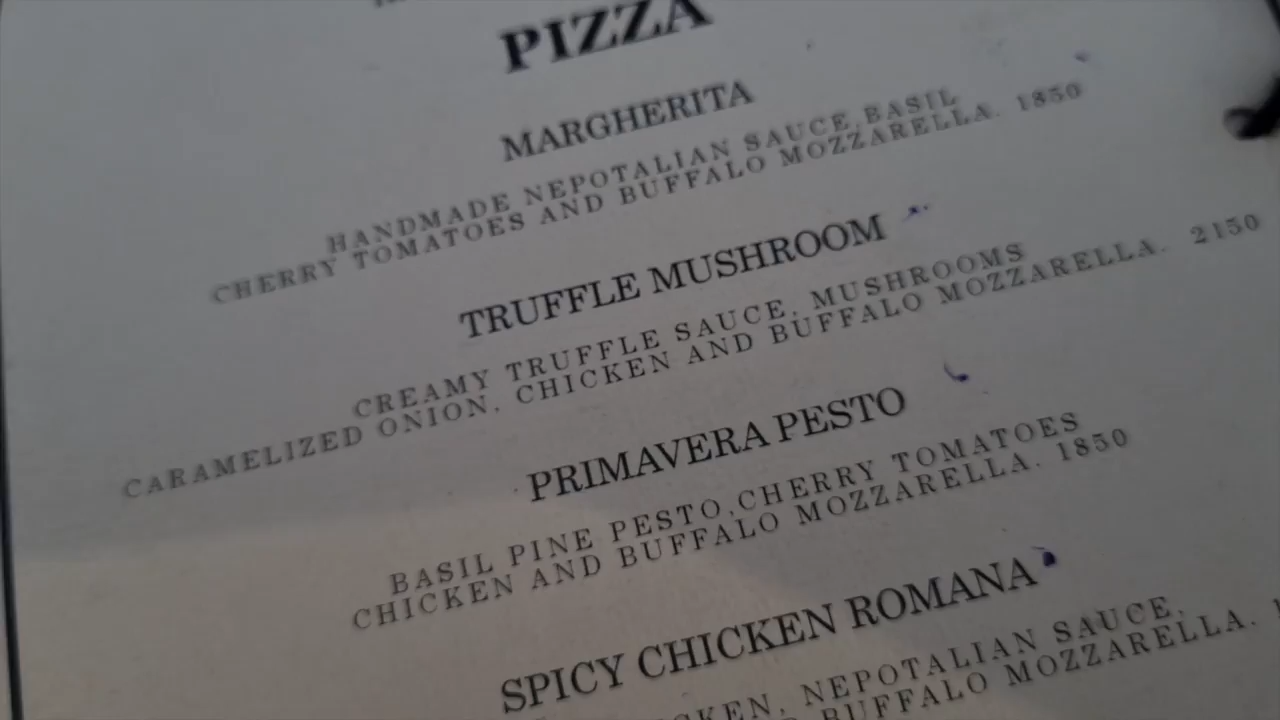 PIZZA
MARGHERITA
HANDMADE NEPOTALIAN SAUCE,BASIL
CHERRY TOMATOES AND BUFFALO MOZZARELLA. 1850
TRUFFLE MUSHROOM
CREAMY TRUFFLE SAUCE, MUSHROOMS
CARAMELIZED ONION, CHICKEN AND BUFFALO MOZZARELLA. 2150
PRIMAVERA PESTO
BASIL PINE PESTO,CHERRY TOMATOES
CHICKEN AND BUFFALO MOZZARELLA. 1850
SPICY CHICKEN ROMANA
NEPOTALIAN SAUCE,
BUFFALO MOZZARELLA.